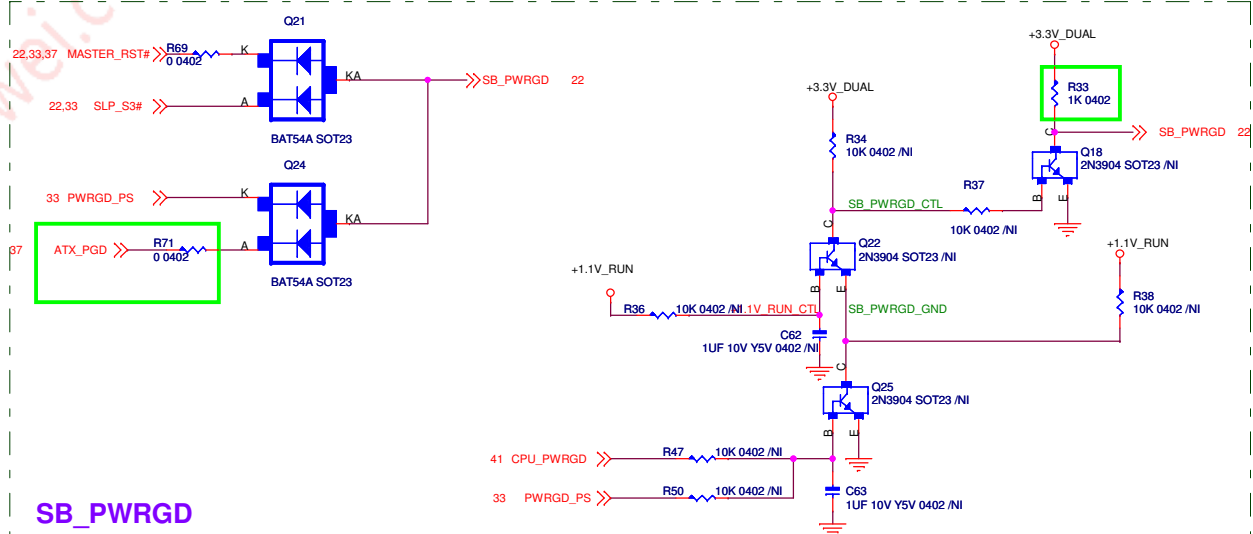 wei.c
Q21
22,33,37 MASTER_RST# R69
0 0402
K
KA
SB_PWRGD 22
22,33 SLP_S3#
A
BAT54A SOT23
Q24
33 PWRGD_PS
K
KA
37 ATX_PGD R71
0 0402
A
BAT54A SOT23
+3.3V_DUAL
R33
1K 0402
C
SB_PWRGD 22
Q18
2N3904 SOT23 /NI
B
E
+3.3V_DUAL
R34
10K 0402 /NI
SB_PWRGD_CTL
R37
10K 0402 /NI
C
Q22
2N3904 SOT23 /NI
B
E
+1.1V_RUN
R36 10K 0402 /NI
.1V_RUN_CTL
SB_PWRGD_GND
C62
1UF 10V Y5V 0402 /NI
+1.1V_RUN
R38
10K 0402 /NI
C
Q25
2N3904 SOT23 /NI
B
E
41 CPU_PWRGD R47 10K 0402 /NI
33 PWRGD_PS R50 10K 0402 /NI
C63
1UF 10V Y5V 0402 /NI
SB_PWRGD